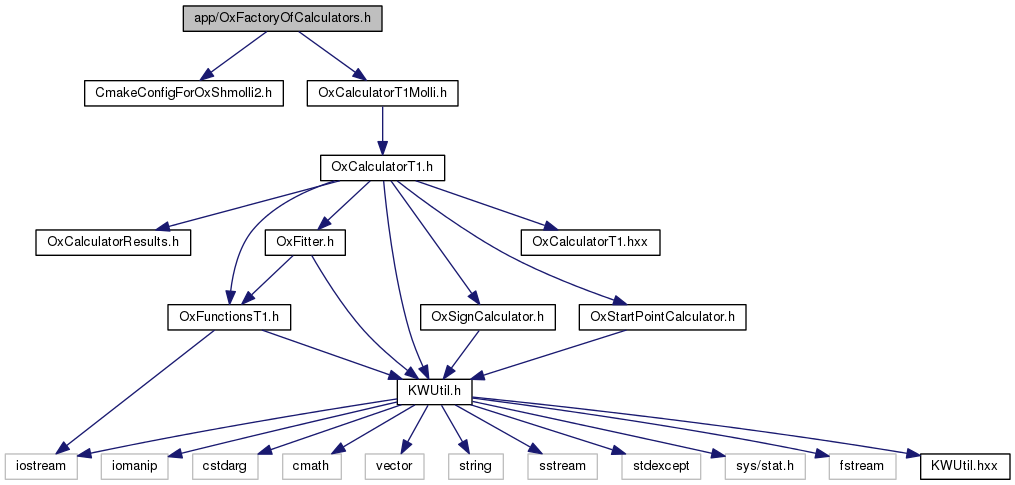 app/OxFactoryOfCalculators.h
CmakeConfigForOxShmolli2.h
OxCalculatorT1Molli.h
OxCalculatorT1.h
OxCalculatorResults.h
OxFitter.h
OxCalculatorT1.hxx
OxFunctionsT1.h
OxSignCalculator.h
OxStartPointCalculator.h
KWUtil.h
iostream
iomanip
cstdarg
cmath
vector
string
sstream
stdexcept
sys/stat.h
fstream
KWUtil.hxx